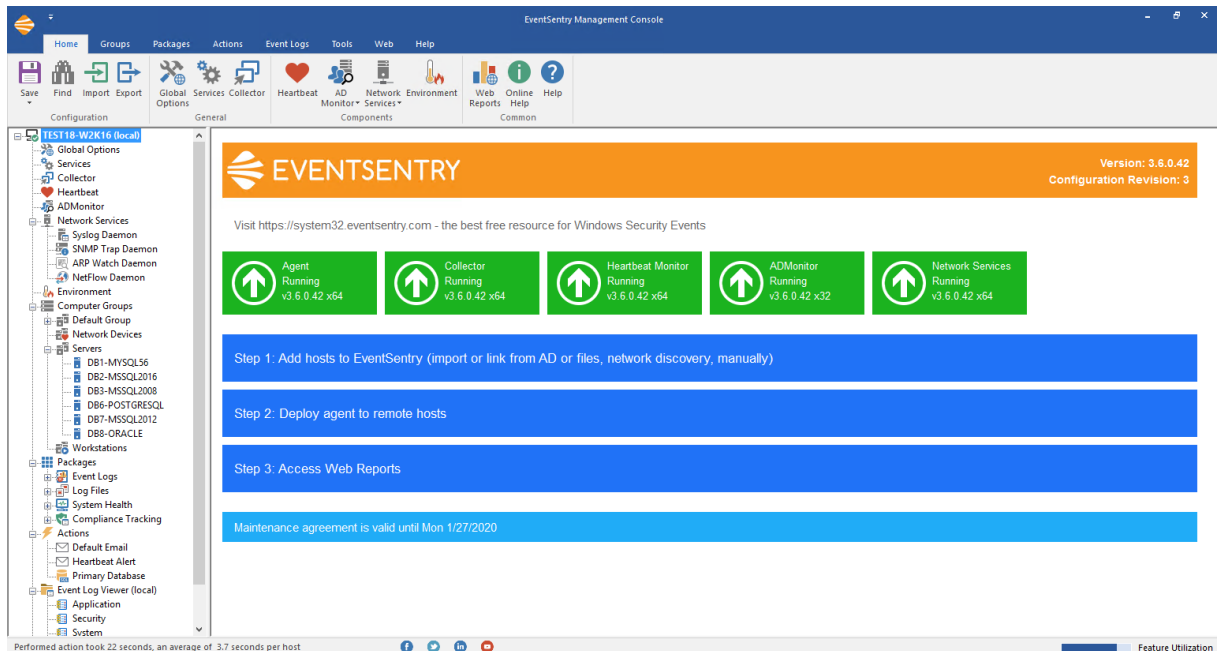 EventSentry Management Console
Home Groups Packages Actions Event Logs Tools Web Help
Save Find Import Export Global Options Services Collector Heartbeat AD Monitor Network Services Environment Web Reports Online Help Help
Configuration General Components Common
TEST18-W2K16 (local)
Global Options
Services
Collector
Heartbeat
ADMonitor
Network Services
Syslog Daemon
SNMP Trap Daemon
ARP Watch Daemon
NetFlow Daemon
Environment
Computer Groups
Default Group
Network Devices
Servers
DB1-MYSQL56
DB2-MSSQL2016
DB3-MSSQL2008
DB6-POSTGRESQL
DB7-MSSQL2012
DB8-ORACLE
Workstations
Packages
Event Logs
Log Files
System Health
Compliance Tracking
Actions
Default Email
Heartbeat Alert
Primary Database
Event Log Viewer (local)
Application
Security
System
EVENTSENTRY
Version: 3.6.0.42
Configuration Revision: 3
Visit https://system32.eventsentry.com - the best free resource for Windows Security Events
Agent
Running
v3.6.0.42 x64
Collector
Running
v3.6.0.42 x64
Heartbeat Monitor
Running
v3.6.0.42 x64
ADMonitor
Running
v3.6.0.42 x32
Network Services
Running
v3.6.0.42 x64
Step 1: Add hosts to EventSentry (import or link from AD or files, network discovery, manually)
Step 2: Deploy agent to remote hosts
Step 3: Access Web Reports
Maintenance agreement is valid until Mon 1/27/2020
Performed action took 22 seconds, an average of 3.7 seconds per host
Feature Utilization